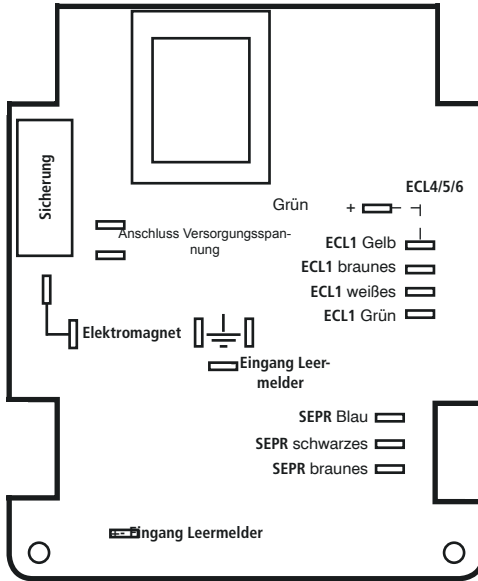 Sicherung
ECL4/5/6
Grün +
Anschluss Versorgungsspan-
nung
ECL1 Gelb
ECL1 braunes
ECL1 weißes
ECL1 Grün
Elektromagnet
Eingang Leer-
melder
SEPR Blau
SEPR schwarzes
SEPR braunes
+- Eingang Leermelder